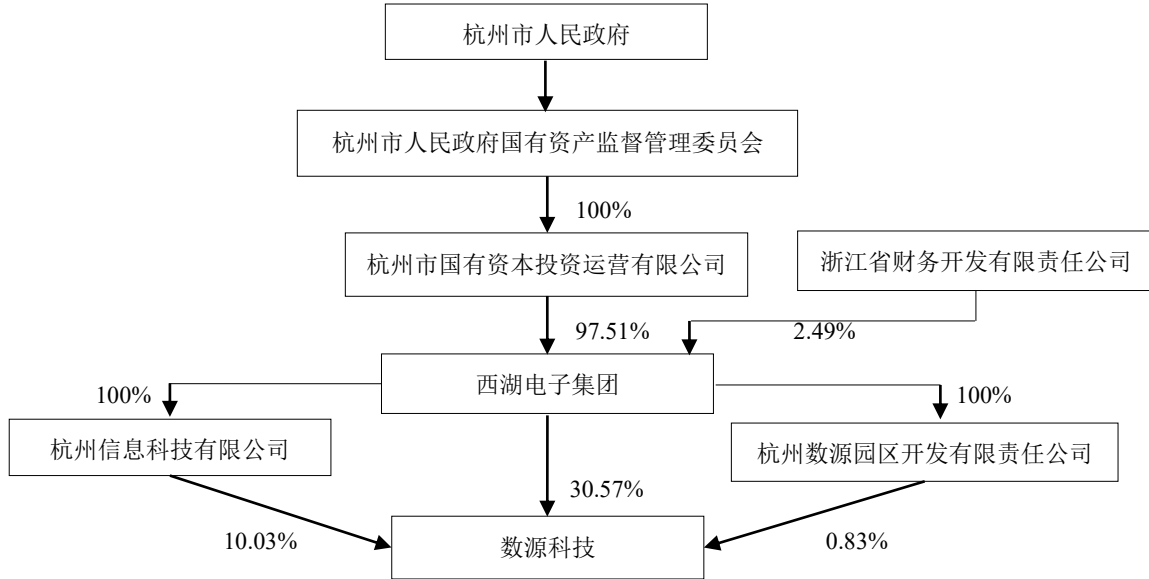 杭州市人民政府
杭州市人民政府国有资产监督管理委员会
100%
杭州市国有资本投资运营有限公司
浙江省财务开发有限责任公司
97.51%
2.49%
西湖电子集团
100%
100%
杭州信息科技有限公司
杭州数源园区开发有限责任公司
30.57%
10.03%
数源科技
0.83%